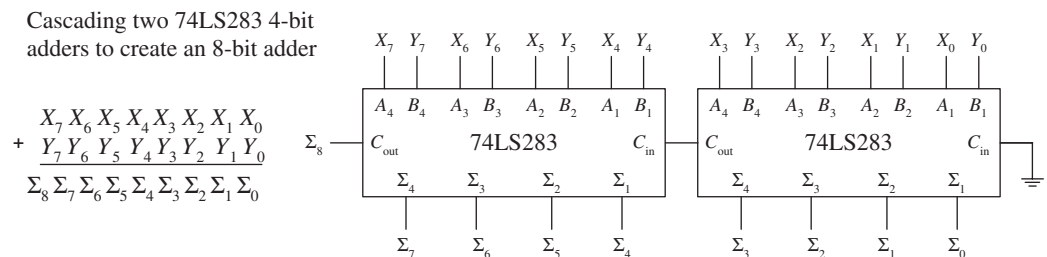 Cascading two 74LS283 4-bit
adders to create an 8-bit adder
X₇ X₆ X₅ X₄ X₃ X₂ X₁ X₀
+ Y₇ Y₆ Y₅ Y₄ Y₃ Y₂ Y₁ Y₀
Σ₈ Σ₇ Σ₆ Σ₅ Σ₄ Σ₃ Σ₂ Σ₁ Σ₀
X₇ Y₇ X₆ Y₆ X₅ Y₅ X₄ Y₄
A₄ B₄ A₃ B₃ A₂ B₂ A₁ B₁
Σ₈ C_out 74LS283 C_in
Σ₄ Σ₃ Σ₂ Σ₁
Σ₇ Σ₆ Σ₅ Σ₄
X₃ Y₃ X₂ Y₂ X₁ Y₁ X₀ Y₀
A₄ B₄ A₃ B₃ A₂ B₂ A₁ B₁
C_out 74LS283 C_in
Σ₄ Σ₃ Σ₂ Σ₁
Σ₃ Σ₂ Σ₁ Σ₀